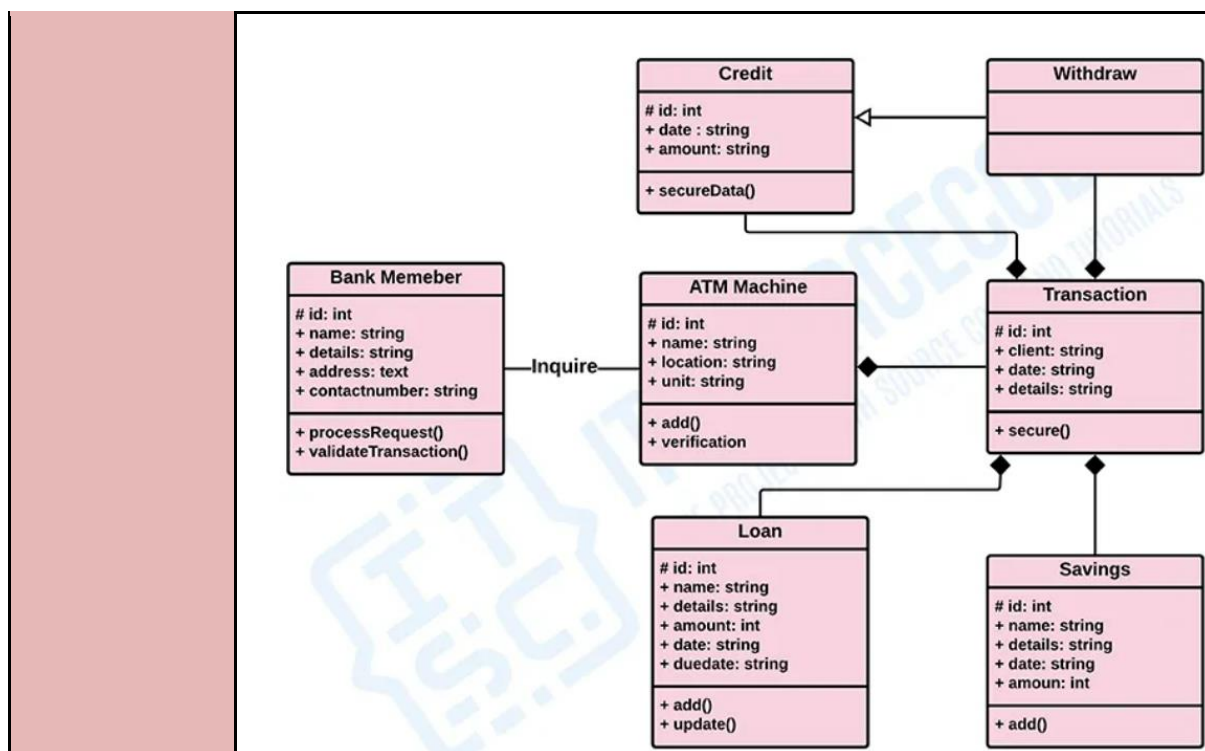 Credit
# id: int
+ date : string
+ amount: string
+ secureData()
Withdraw
Bank Memeber
# id: int
+ name: string
+ details: string
+ address: text
+ contactnumber: string
+ processRequest()
+ validateTransaction()
Inquire
ATM Machine
# id: int
+ name: string
+ location: string
+ unit: string
+ add()
+ verification
Transaction
# id: int
+ client: string
+ date: string
+ details: string
+ secure()
Loan
# id: int
+ name: string
+ details: string
+ amount: int
+ date: string
+ duedate: string
+ add()
+ update()
Savings
# id: int
+ name: string
+ details: string
+ date: string
+ amoun: int
+ add()